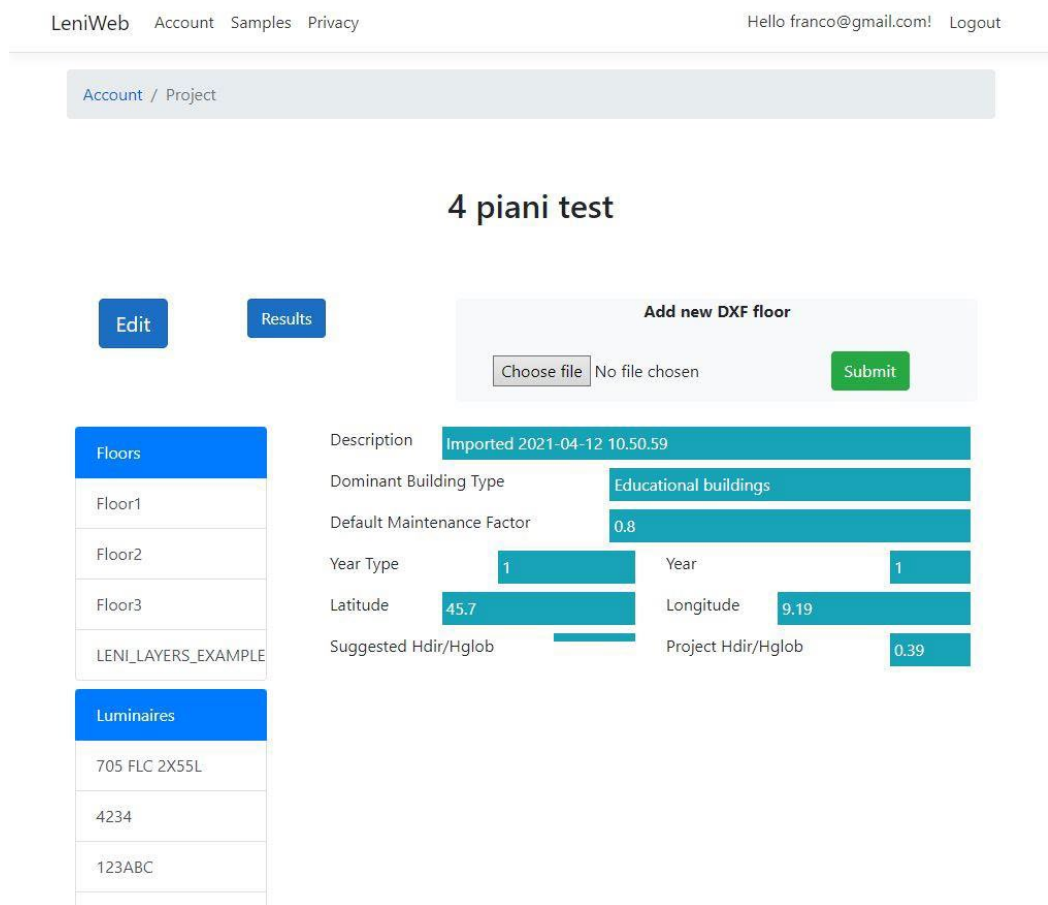 LeniWeb Account Samples Privacy Hello franco@gmail.com! Logout
Account / Project
4 piani test
Edit
Results
Add new DXF floor
Choose file No file chosen
Submit
Floors
Floor1
Floor2
Floor3
LENI_LAYERS_EXAMPLE
Luminaires
705 FLC 2X55L
4234
123ABC
Description Imported 2021-04-12 10.50.59
Dominant Building Type Educational buildings
Default Maintenance Factor 0.8
Year Type 1 Year 1
Latitude 45.7 Longitude 9.19
Suggested Hdir/Hglob Project Hdir/Hglob 0.39